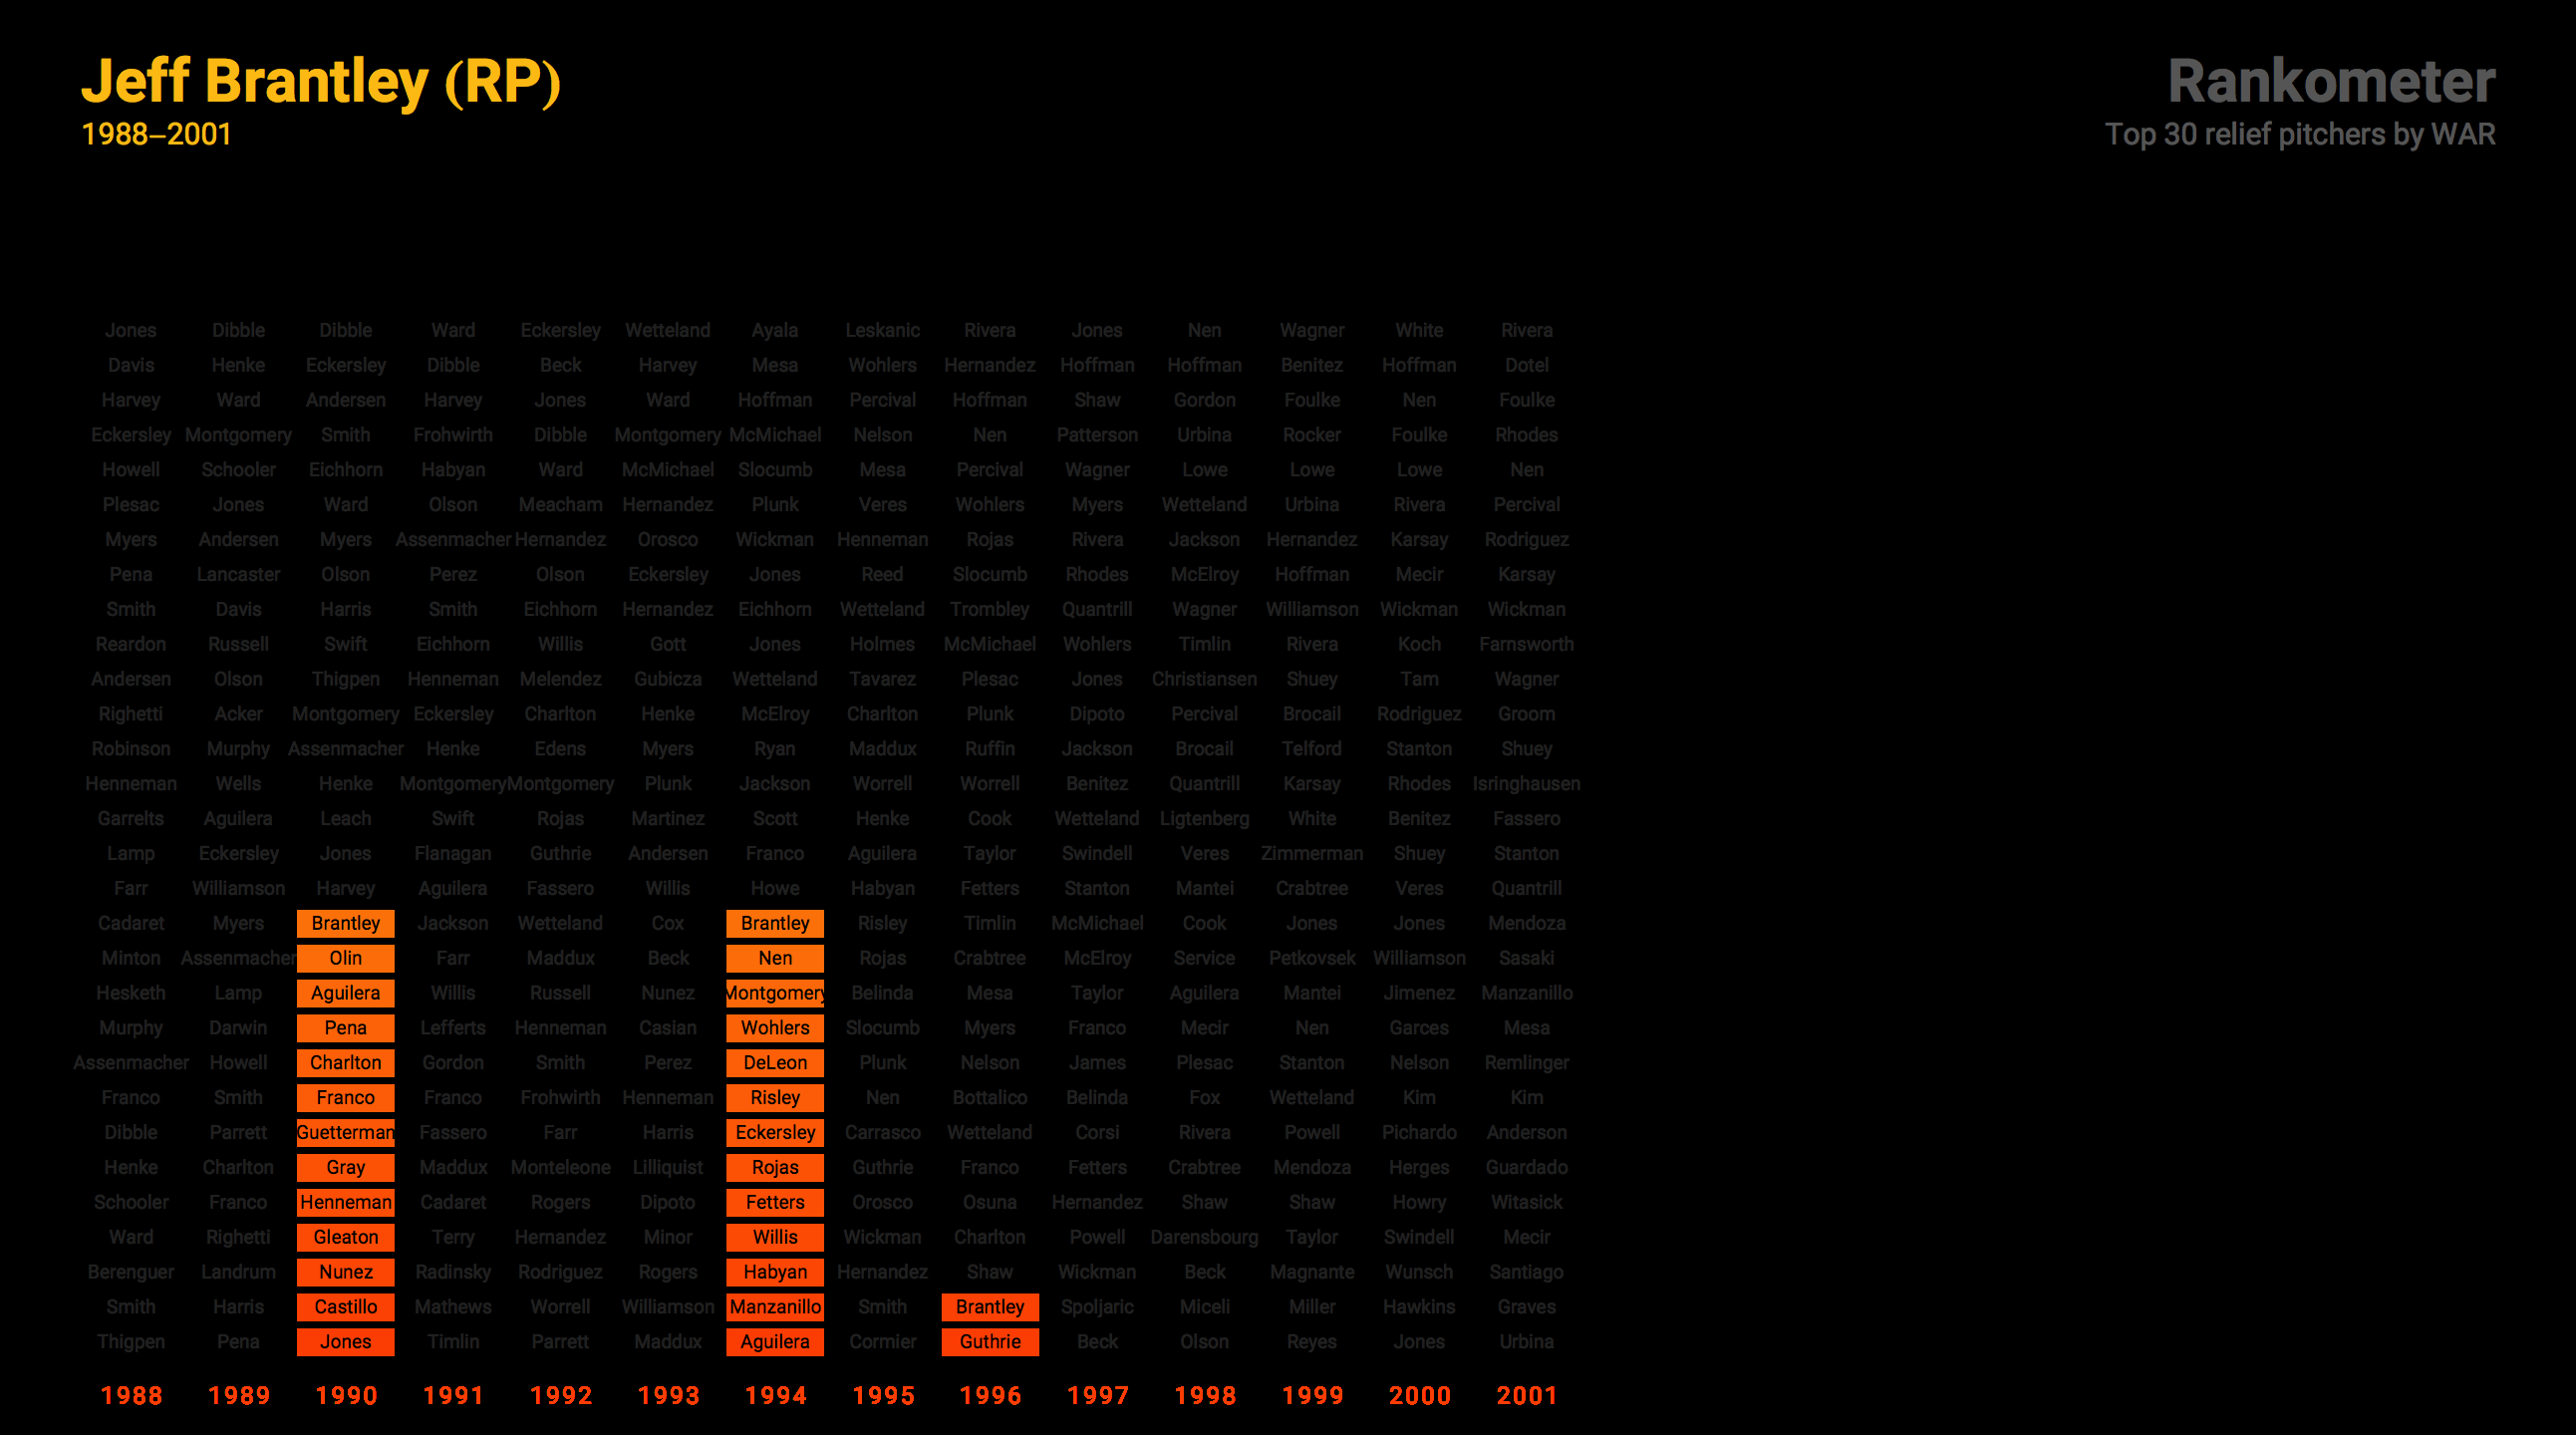 Jeff Brantley (RP)
1988–2001
Rankometer
Top 30 relief pitchers by WAR
Jones Dibble Dibble Ward Eckersley Wetteland Ayala Leskanic Rivera Jones Nen Wagner White Rivera
Davis Henke Eckersley Dibble Beck Harvey Mesa Wohlers Hernandez Hoffman Hoffman Benitez Hoffman Dotel
Harvey Ward Andersen Harvey Jones Ward Hoffman Percival Hoffman Shaw Gordon Foulke Nen Foulke
Eckersley Montgomery Smith Frohwirth Dibble Montgomery McMichael Nelson Nen Patterson Urbina Rocker Foulke Rhodes
Howell Schooler Eichhorn Habyan Ward McMichael Slocumb Mesa Percival Wagner Lowe Lowe Lowe Nen
Plesac Jones Ward Olson Meacham Hernandez Plunk Veres Wohlers Myers Wetteland Urbina Rivera Percival
Myers Andersen Myers Assenmacher Hernandez Orosco Wickman Henneman Rojas Rivera Jackson Hernandez Karsay Rodriguez
Pena Lancaster Olson Perez Olson Eckersley Jones Reed Slocumb Rhodes McElroy Hoffman Mecir Karsay
Smith Davis Harris Smith Eichhorn Hernandez Eichhorn Wetteland Trombley Quantrill Wagner Williamson Wickman Wickman
Reardon Russell Swift Eichhorn Willis Gott Jones Holmes McMichael Wohlers Timlin Rivera Koch Farnsworth
Andersen Olson Thigpen Henneman Melendez Gubicza Wetteland Tavarez Plesac Jones Christiansen Shuey Tam Wagner
Righetti Acker Montgomery Eckersley Charlton Henke McElroy Charlton Plunk Dipoto Percival Brocail Rodriguez Groom
Robinson Murphy Assenmacher Henke Edens Myers Ryan Maddux Ruffin Jackson Brocail Telford Stanton Shuey
Henneman Wells Henke Montgomery Montgomery Plunk Jackson Worrell Worrell Benitez Quantrill Karsay Rhodes Isringhausen
Garrelts Aguilera Leach Swift Rojas Martinez Scott Henke Cook Wetteland Ligtenberg White Benitez Fassero
Lamp Eckersley Jones Flanagan Guthrie Andersen Franco Aguilera Taylor Swindell Veres Zimmerman Shuey Stanton
Farr Williamson Harvey Aguilera Fassero Willis Howe Habyan Fetters Stanton Mantei Crabtree Veres Quantrill
Cadaret Myers Brantley Jackson Wetteland Cox Brantley Risley Timlin McMichael Cook Jones Jones Mendoza
Minton Assenmacher Olin Farr Maddux Beck Nen Rojas Crabtree McElroy Service Petkovsek Williamson Sasaki
Hesketh Lamp Aguilera Willis Russell Nunez Montgomery Belinda Mesa Taylor Aguilera Mantei Jimenez Manzanillo
Murphy Darwin Pena Lefferts Henneman Casian Wohlers Slocumb Myers Franco Mecir Nen Garces Mesa
Assenmacher Howell Charlton Gordon Smith Perez DeLeon Plunk Nelson James Plesac Stanton Nelson Remlinger
Franco Smith Franco Franco Frohwirth Henneman Risley Nen Bottalico Belinda Fox Wetteland Kim Kim
Dibble Parrett Guetterman Fassero Farr Harris Eckersley Carrasco Wetteland Corsi Rivera Powell Pichardo Anderson
Henke Charlton Gray Maddux Monteleone Lilliquist Rojas Guthrie Franco Fetters Crabtree Mendoza Herges Guardado
Schooler Franco Henneman Cadaret Rogers Dipoto Fetters Orosco Osuna Hernandez Shaw Shaw Howry Witasick
Ward Righetti Gleaton Terry Hernandez Minor Willis Wickman Charlton Powell Darensbourg Taylor Swindell Mecir
Berenguer Landrum Nunez Radinsky Rodriguez Rogers Habyan Hernandez Shaw Wickman Beck Magnante Wunsch Santiago
Smith Harris Castillo Mathews Worrell Williamson Manzanillo Smith Brantley Spoljaric Miceli Miller Hawkins Graves
Thigpen Pena Jones Timlin Parrett Maddux Aguilera Cormier Guthrie Beck Olson Reyes Jones Urbina
1988 1989 1990 1991 1992 1993 1994 1995 1996 1997 1998 1999 2000 2001